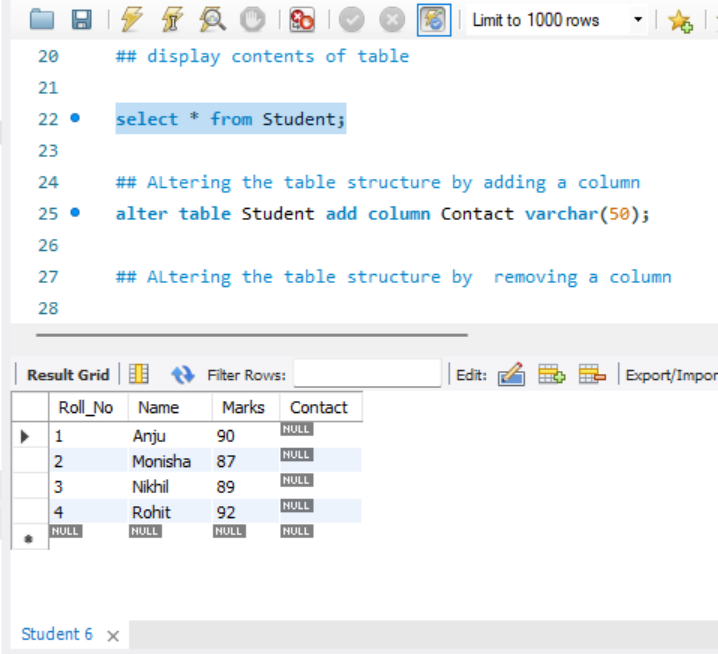 Limit to 1000 rows
20 ## display contents of table
21
22 select * from Student;
23
24 ## ALtering the table structure by adding a column
25 alter table Student add column Contact varchar(50);
26
27 ## ALtering the table structure by  removing a column
28
Result Grid Filter Rows: Edit: Export/Impor
Roll_No Name Marks Contact
1 Anju 90 NULL
2 Monisha 87 NULL
3 Nikhil 89 NULL
4 Rohit 92 NULL
NULL NULL NULL NULL
Student 6